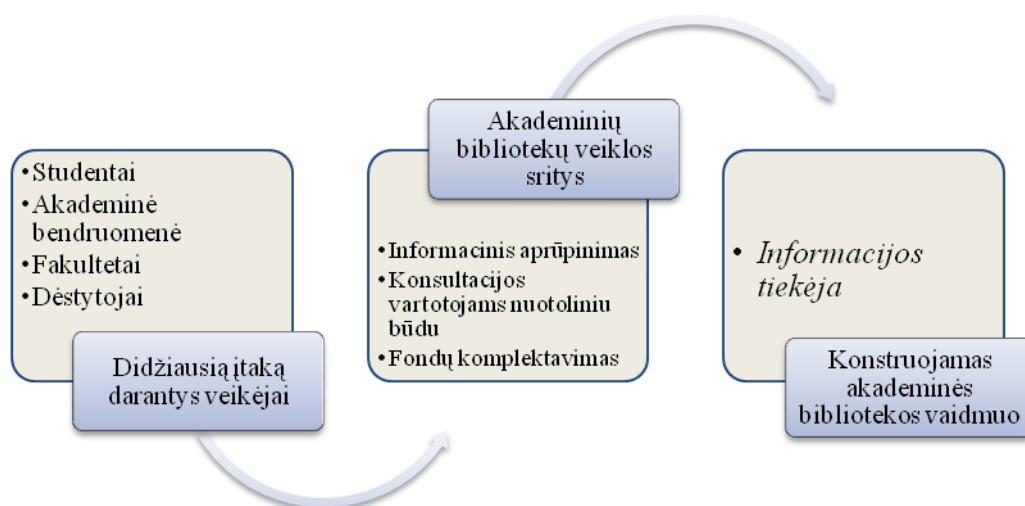 • Studentai
• Akademinė
bendruomenė
• Fakultetai
• Dėstytojai
Didžiausią įtaką
darantys veikėjai
Akademinių
bibliotekų veiklos
sritys
• Informacinis aprūpinimas
• Konsultacijos
vartotojams nuotoliniu
būdu
• Fondų komplektavimas
• Informacijos
tiekėja
Konstruojamas
akademinės
bibliotekos vaidmuo